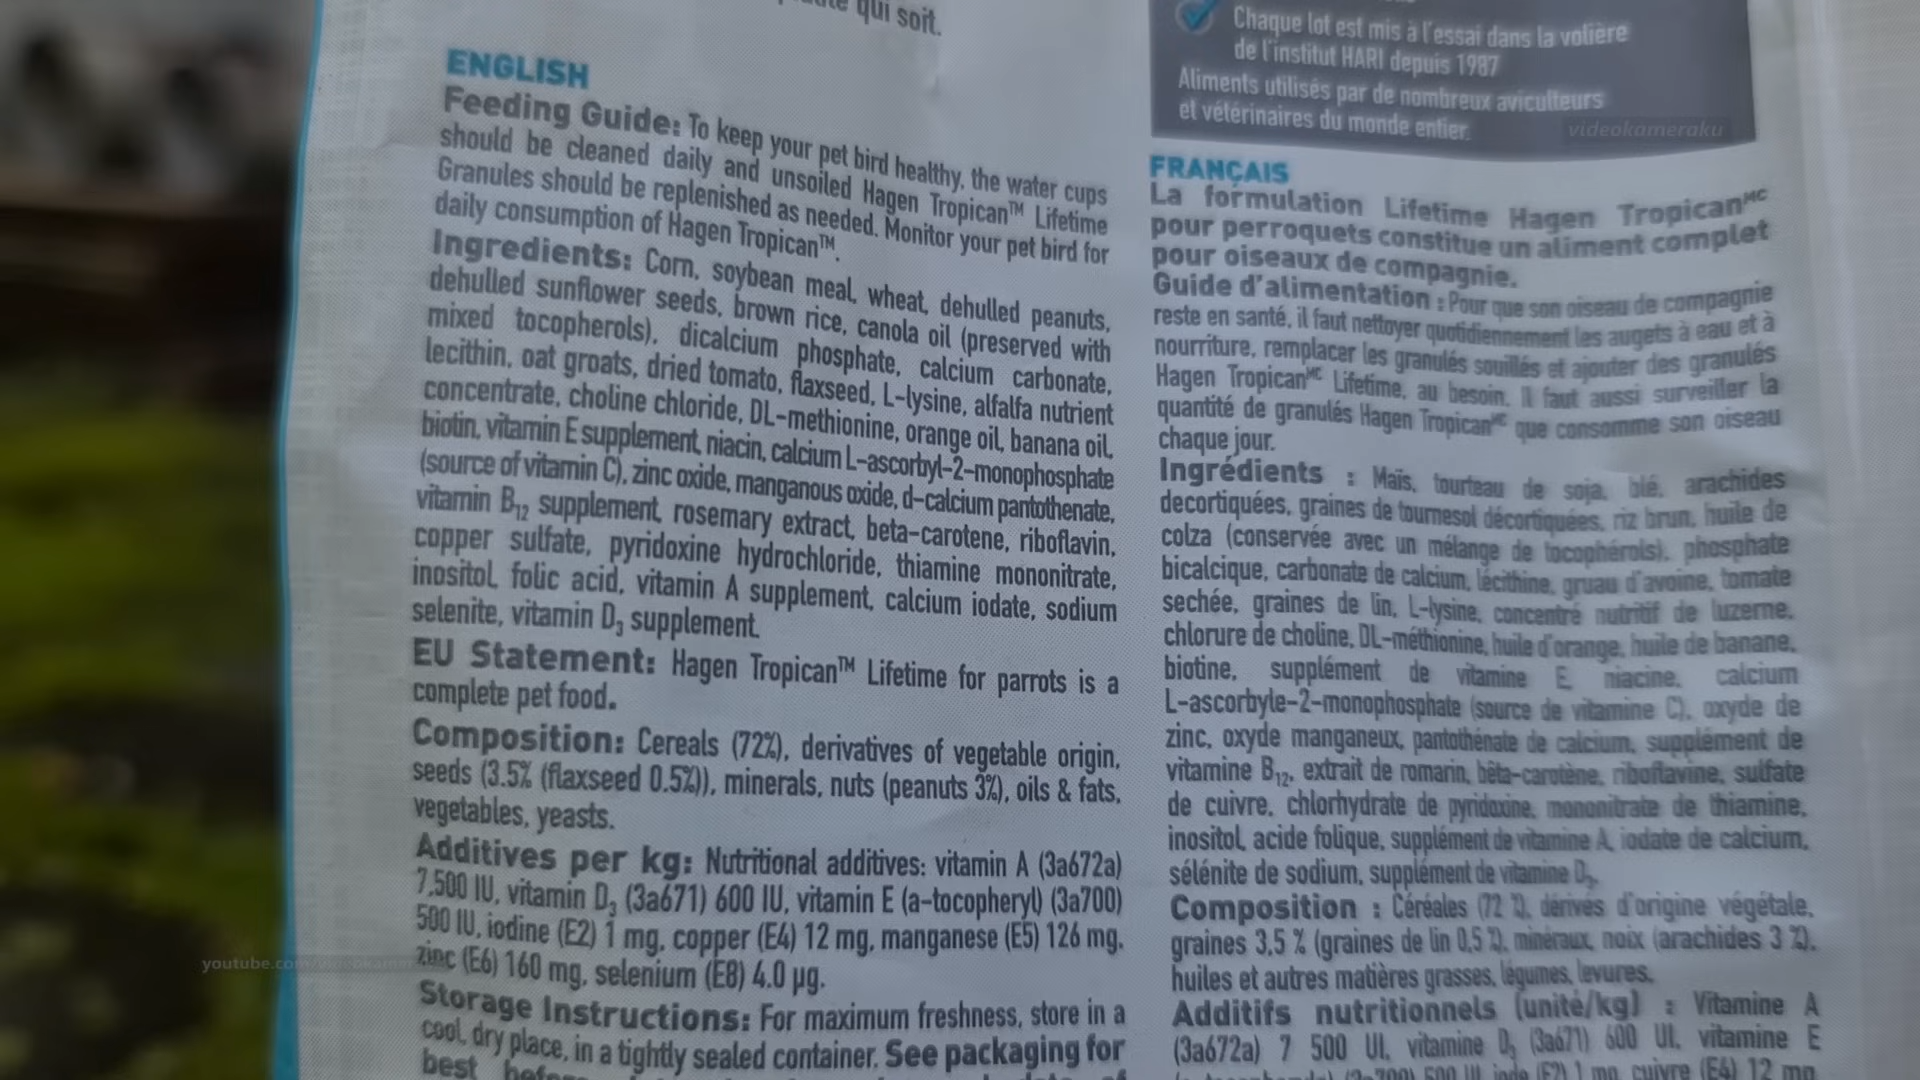 qui soit.
ENGLISH
Feeding Guide: To keep your pet bird healthy, the water cups
should be cleaned daily and unsoiled Hagen Tropican™ Lifetime
Granules should be replenished as needed. Monitor your pet bird for
daily consumption of Hagen Tropican™.
Ingredients: Corn, soybean meal, wheat, dehulled peanuts,
dehulled sunflower seeds, brown rice, canola oil (preserved with
mixed tocopherols), dicalcium phosphate, calcium carbonate,
lecithin, oat groats, dried tomato, flaxseed, L-lysine, alfalfa nutrient
concentrate, choline chloride, DL-methionine, orange oil, banana oil,
biotin, vitamin E supplement, niacin, calcium L-ascorbyl-2-monophosphate
(source of vitamin C), zinc oxide, manganous oxide, d-calcium pantothenate,
vitamin B₁₂ supplement, rosemary extract, beta-carotene, riboflavin,
copper sulfate, pyridoxine hydrochloride, thiamine mononitrate,
inositol, folic acid, vitamin A supplement, calcium iodate, sodium
selenite, vitamin D₃ supplement.
EU Statement: Hagen Tropican™ Lifetime for parrots is a
complete pet food.
Composition: Cereals (72%), derivatives of vegetable origin,
seeds (3.5% (flaxseed 0.5%)), minerals, nuts (peanuts 3%), oils & fats,
vegetables, yeasts.
Additives per kg: Nutritional additives: vitamin A (3a672a)
7,500 IU, vitamin D₃ (3a671) 600 IU, vitamin E (a-tocopheryl) (3a700)
500 IU, iodine (E2) 1 mg, copper (E4) 12 mg, manganese (E5) 126 mg,
zinc (E6) 160 mg, selenium (E8) 4.0 µg.
Storage Instructions: For maximum freshness, store in a
cool, dry place, in a tightly sealed container. See packaging for
best
Chaque lot est mis à l'essai dans la volière
de l'institut HARI depuis 1987
Aliments utilisés par de nombreux aviculteurs
et vétérinaires du monde entier.
videokameraku
FRANÇAIS
La formulation Lifetime Hagen Tropicanᴹᶜ
pour perroquets constitue un aliment complet
pour oiseaux de compagnie.
Guide d'alimentation : Pour que son oiseau de compagnie
reste en santé, il faut nettoyer quotidiennement les augets à eau et à
nourriture, remplacer les granulés souillés et ajouter des granulés
Hagen Tropicanᴹᶜ Lifetime, au besoin. Il faut aussi surveiller la
quantité de granulés Hagen Tropicanᴹᶜ que consomme son oiseau
chaque jour.
Ingrédients : Maïs, tourteau de soja, blé, arachides
decortiquées, graines de tournesol décortiquées, riz brun, huile de
colza (conservée avec un mélange de tocophérols), phosphate
bicalcique, carbonate de calcium, lécithine, gruau d'avoine, tomate
sechée, graines de lin, L-lysine, concentré nutritif de luzerne,
chlorure de choline, DL-méthionine, huile d'orange, huile de banane,
biotine, supplément de vitamine E, niacine, calcium
L-ascorbyle-2-monophosphate (source de vitamine C), oxyde de
zinc, oxyde manganeux, pantothénate de calcium, supplément de
vitamine B₁₂, extrait de romarin, bêta-carotène, riboflavine, sulfate
de cuivre, chlorhydrate de pyridoxine, mononitrate de thiamine,
inositol, acide folique, supplément de vitamine A, iodate de calcium,
sélénite de sodium, supplément de vitamine D₃.
Composition : Céréales (72 %), dérivés d'origine végétale,
graines 3,5 % (graines de lin 0,5 %), minéraux, noix (arachides 3 %),
huiles et autres matières grasses, légumes, levures.
Additifs nutritionnels (unité/kg) : Vitamine A
(3a672a) 7 500 UI, vitamine D₃ (3a671) 600 UI, vitamine E
(3a700) 500 UI, iode (E2) 1 mg, cuivre (E4) 12 mg